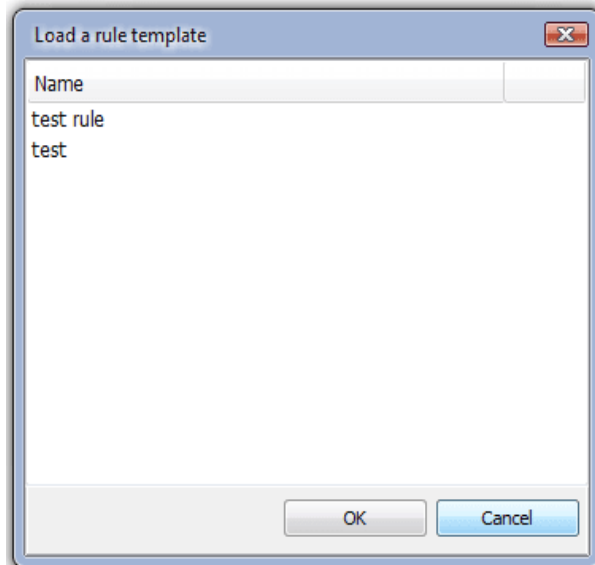 Load a rule template
Name
test rule
test
OK
Cancel